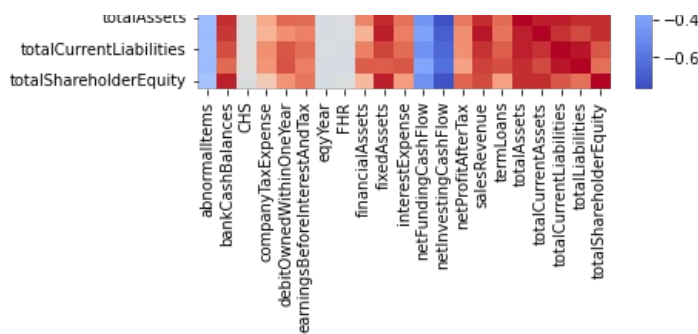 totalAssets
totalCurrentLiabilities
totalShareholderEquity
−0.4
−0.6
abnormalItems
bankCashBalances
CHS
companyTaxExpense
debitOwnedWithinOneYear
earningsBeforeInterestAndTax
eqyYear
FHR
financialAssets
fixedAssets
interestExpense
netFundingCashFlow
netInvestingCashFlow
netProfitAfterTax
salesRevenue
termLoans
totalAssets
totalCurrentAssets
totalCurrentLiabilities
totalLiabilities
totalShareholderEquity